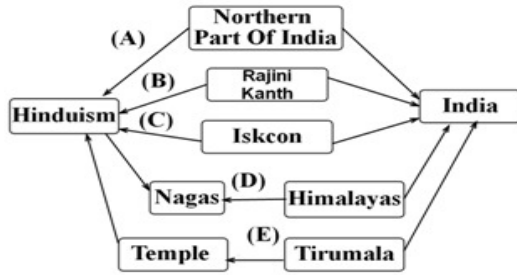 Northern
Part Of India
(A)
(B)
Rajini
Kanth
Hinduism
India
(C)
Iskcon
Nagas
(D)
Himalayas
(E)
Temple
Tirumala